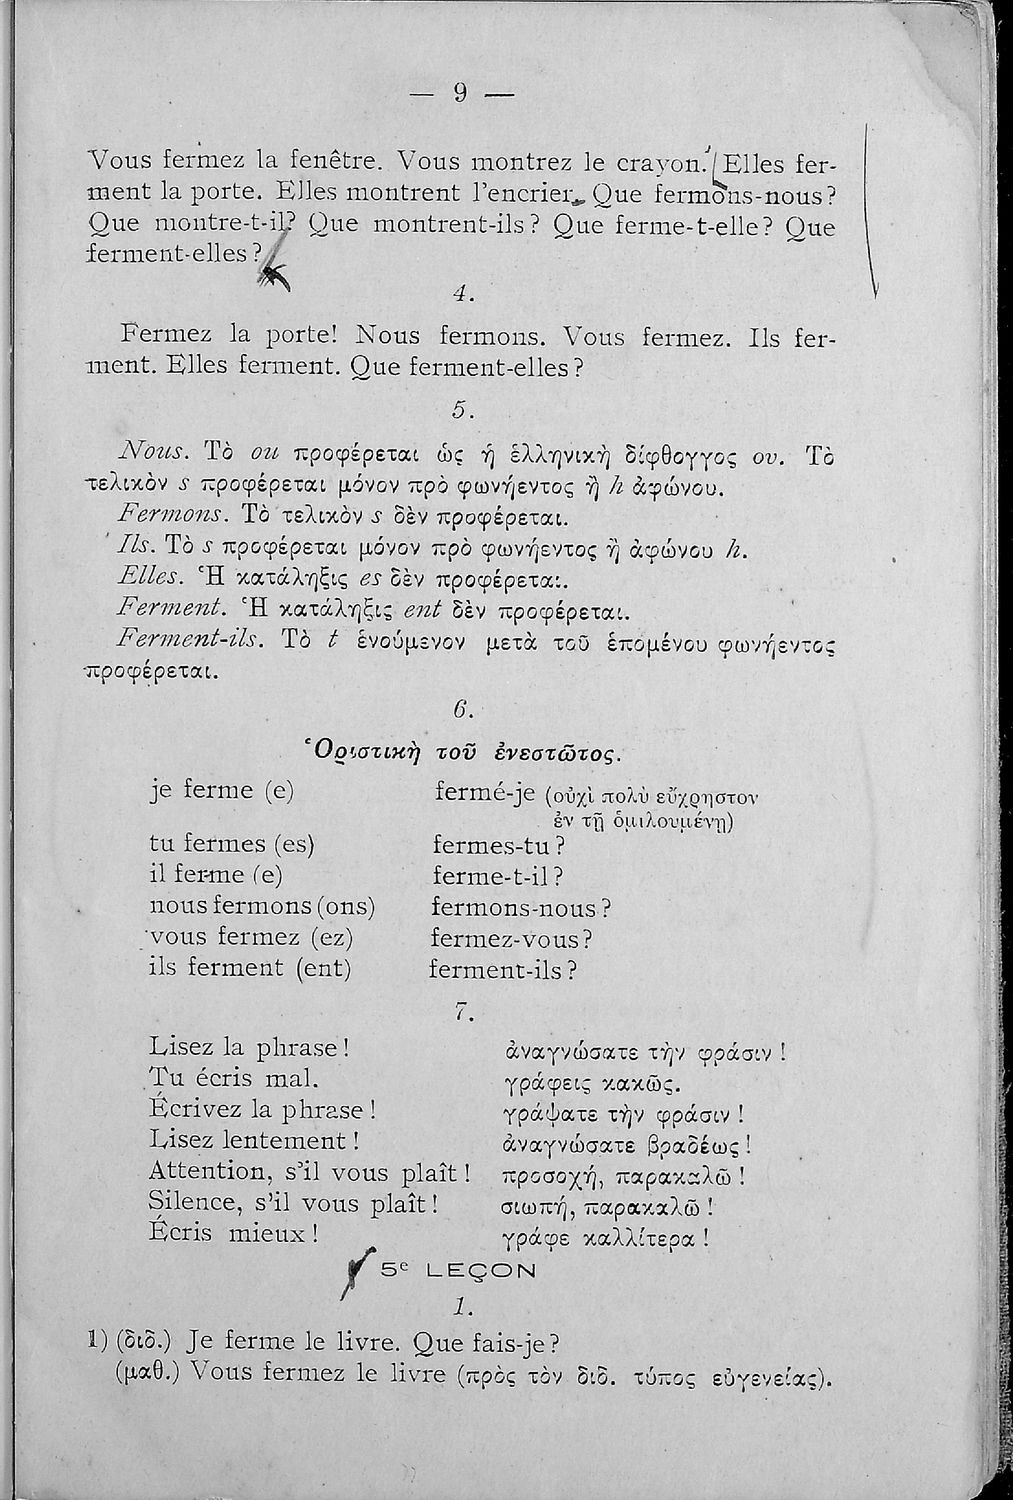 — 9 —
Vous fermez la fenêtre. Vous montrez le crayon. Elles fer-
ment la porte. Elles montrent l'encrier. Que fermons-nous?
Que montre-t-il? Que montrent-ils? Que ferme-t-elle? Que
ferment-elles?
4.
Fermez la porte! Nous fermons. Vous fermez. Ils fer-
ment. Elles ferment. Que ferment-elles?
5.
Nous. Τὸ ou προφέρεται ὡς ἡ ἑλληνικὴ δίφθογγος ου. Τὸ
τελικὸν s προφέρεται μόνον πρὸ φωνήεντος ἢ h ἀφώνου.
Fermons. Τὸ τελικὸν s δὲν προφέρεται.
Ils. Τὸ s προφέρεται μόνον πρὸ φωνήεντος ἢ ἀφώνου h.
Elles. Ἡ κατάληξις es δὲν προφέρεται.
Ferment. Ἡ κατάληξις ent δὲν προφέρεται.
Ferment-ils. Τὸ t ἑνούμενον μετὰ τοῦ ἑπομένου φωνήεντος
προφέρεται.
6.
Ὁριστικὴ τοῦ ἐνεστῶτος.
je ferme (e) fermé-je (οὐχὶ πολὺ εὔχρηστον
ἐν τῇ ὁμιλουμένῃ)
tu fermes (es) fermes-tu?
il ferme (e) ferme-t-il?
nous fermons (ons) fermons-nous?
vous fermez (ez) fermez-vous?
ils ferment (ent) ferment-ils?
7.
Lisez la phrase! ἀναγνώσατε τὴν φράσιν!
Tu écris mal. γράφεις κακῶς.
Écrivez la phrase! γράψατε τὴν φράσιν!
Lisez lentement! ἀναγνώσατε βραδέως!
Attention, s'il vous plaît! προσοχή, παρακαλῶ!
Silence, s'il vous plaît! σιωπή, παρακαλῶ!
Écris mieux! γράφε καλλίτερα!
5e LEÇON
1.
1) (διδ.) Je ferme le livre. Que fais-je?
(μαθ.) Vous fermez le livre (πρὸς τὸν διδ. τύπος εὐγενείας).